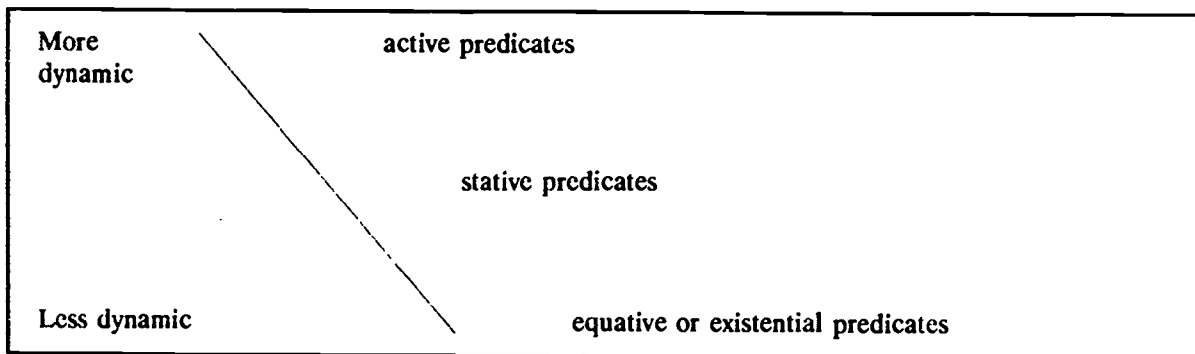 More active predicates
dynamic
stative predicates
Less dynamic equative or existential predicates